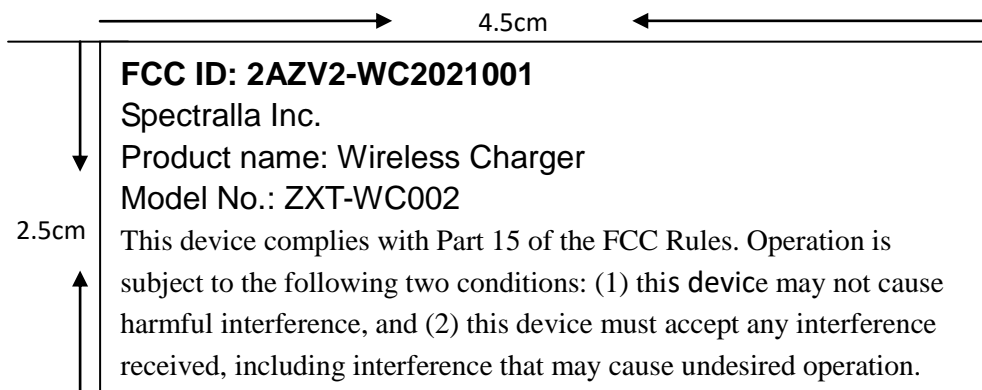 4.5cm
FCC ID: 2AZV2-WC2021001
Spectralla Inc.
Product name: Wireless Charger
Model No.: ZXT-WC002
2.5cm
This device complies with Part 15 of the FCC Rules. Operation is
subject to the following two conditions: (1) this device may not cause
harmful interference, and (2) this device must accept any interference
received, including interference that may cause undesired operation.